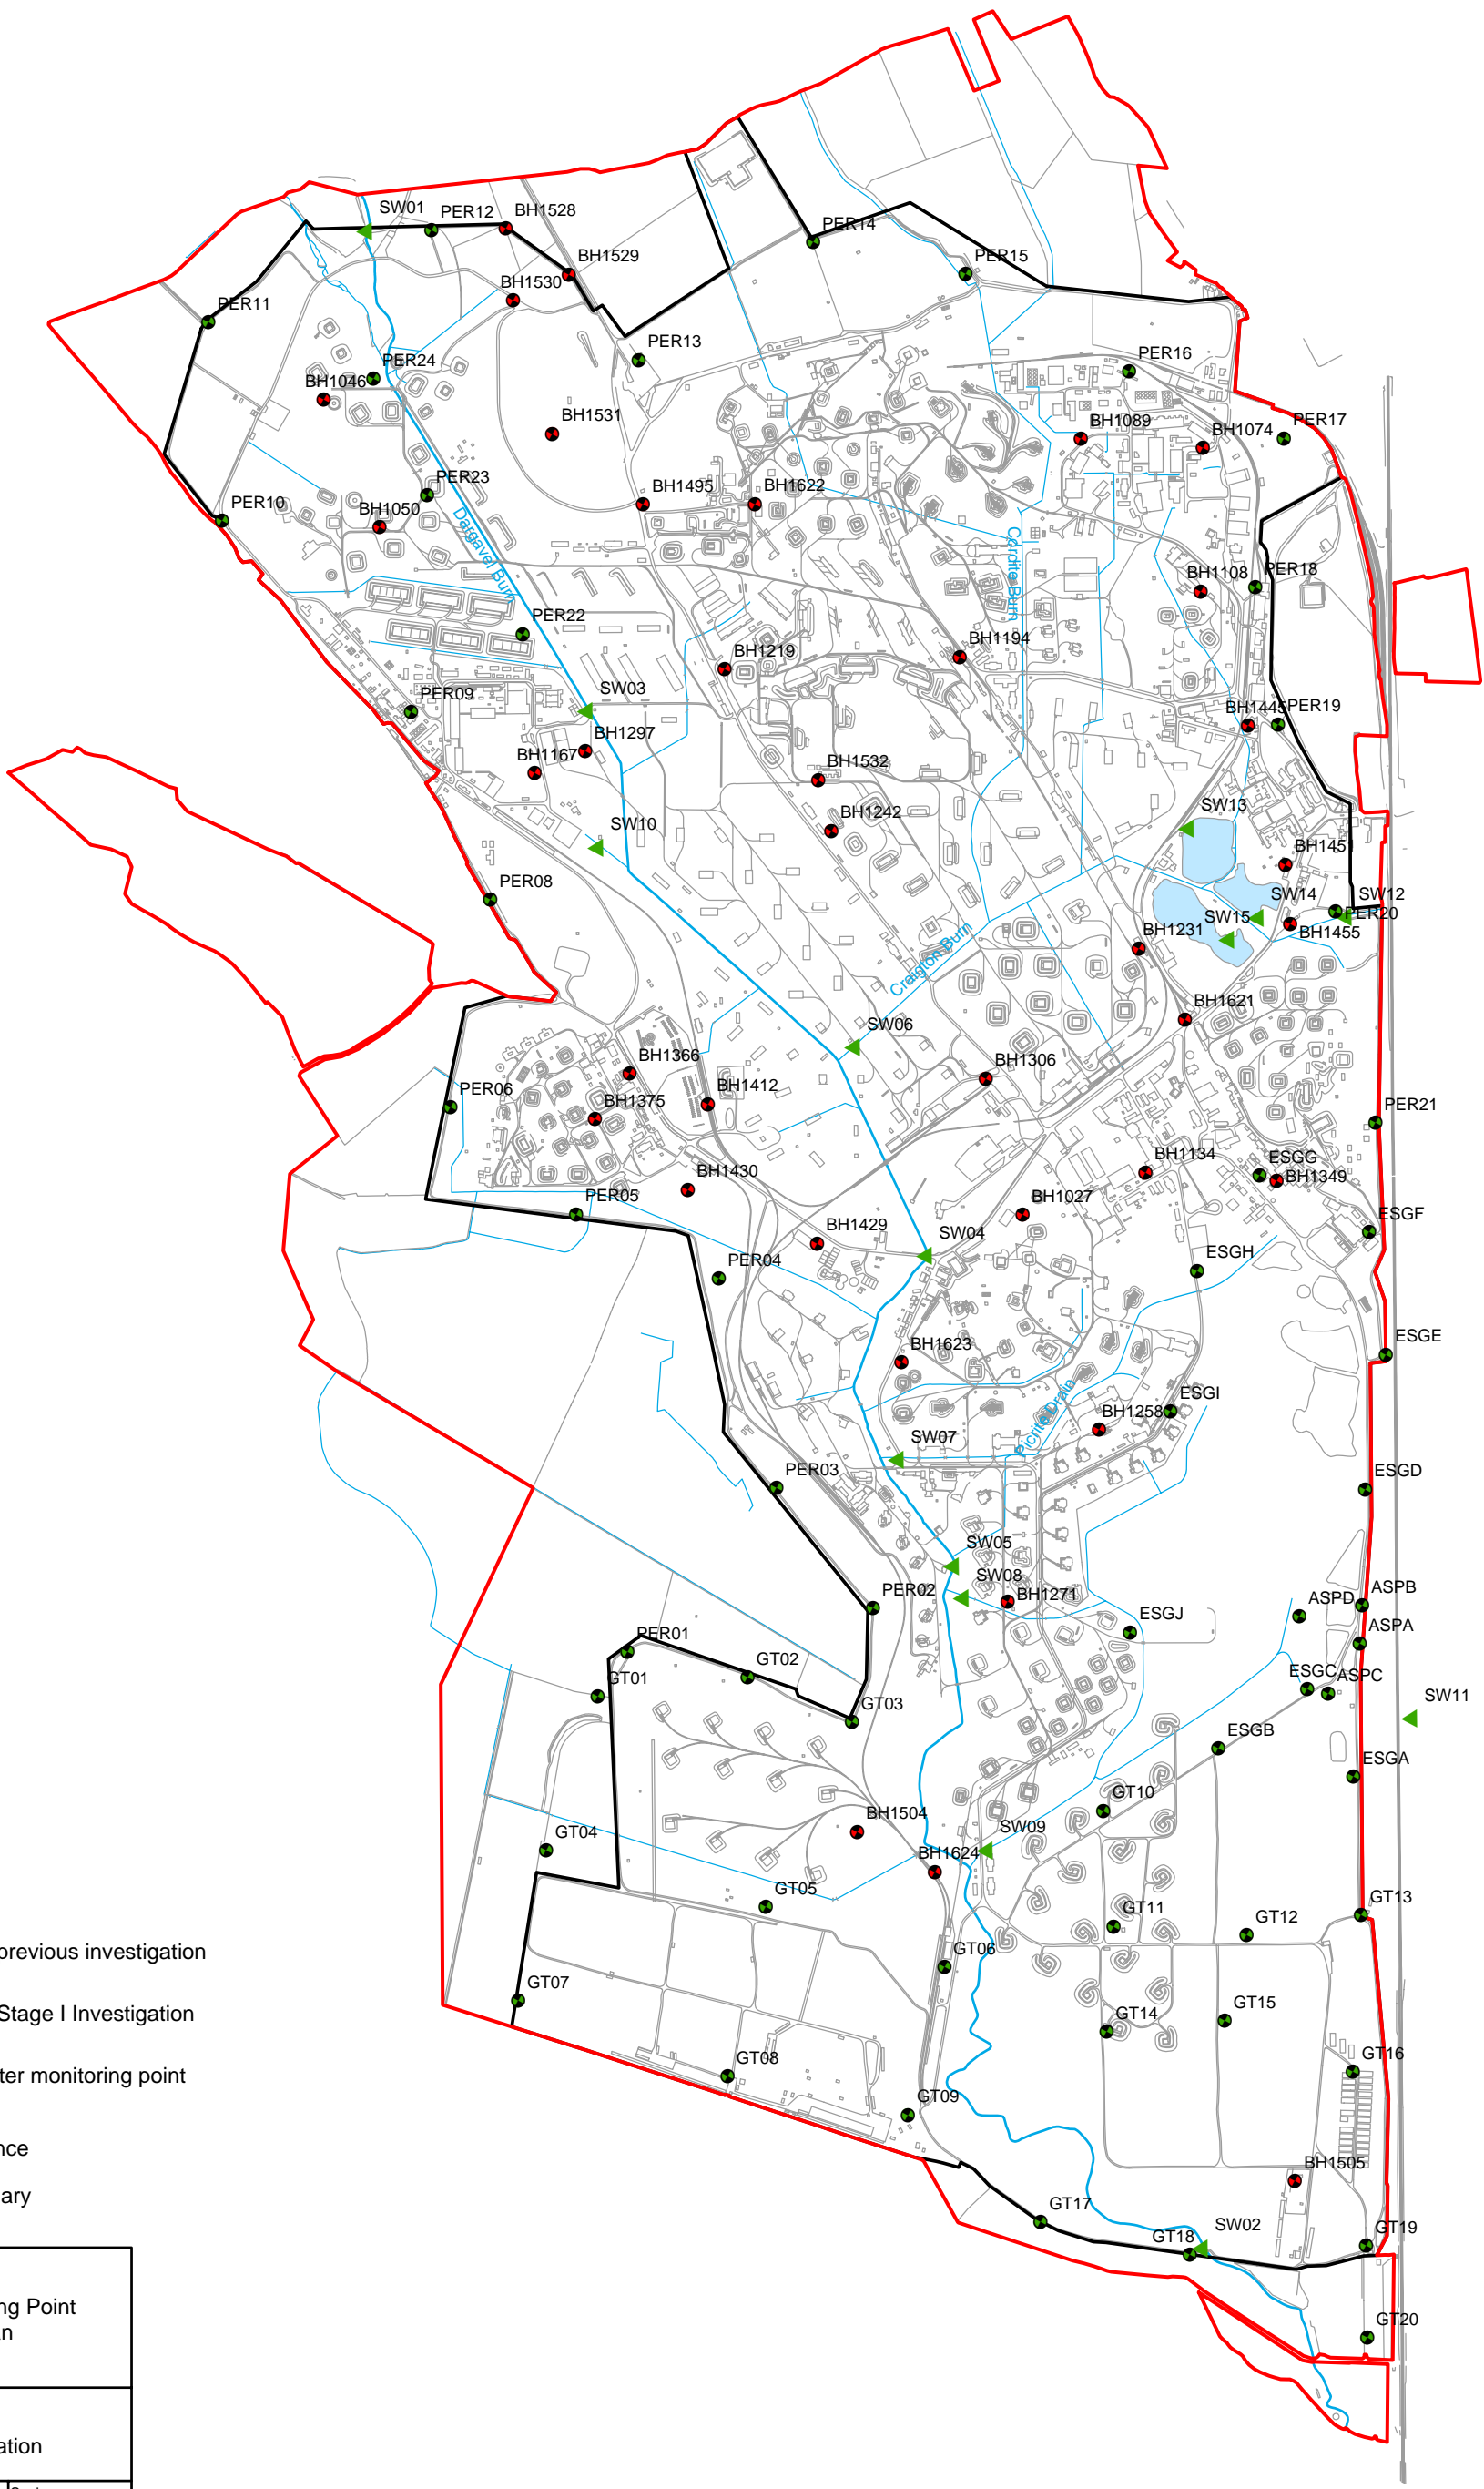 SW01
PER12
BH1528
PER14
BH1529
PER15
BH1530
PER11
PER13
PER24
PER16
BH1046
BH1531
BH1089
PER17
BH1074
PER23
BH1495
BH1622
PER10
BH1050
Dargavel Burn
Cordite Burn
BH1108
PER18
PER22
BH1194
BH1219
PER09
SW03
BH1445
PER19
BH1297
BH1167
BH1532
SW13
BH1242
SW10
BH1451
PER08
SW14
SW12
SW15
PER20
BH1455
BH1231
Craigton Burn
BH1621
SW06
BH1366
BH1306
PER06
BH1412
BH1375
PER21
BH1134
ESGG
BH1349
BH1430
PER05
BH1027
ESGF
BH1429
SW04
ESGH
PER04
ESGE
BH1623
ESGI
BH1258
Picrite Drain
SW07
PER03
ESGD
SW05
SW08
PER02
BH1271
ASPD
ASPB
ESGJ
ASPA
PER01
GT02
GT01
ESGC
ASPC
GT03
SW11
ESGB
ESGA
GT10
BH1504
SW09
GT04
BH1624
GT05
GT13
GT11
GT12
previous investigation
GT06
GT07
Stage I Investigation
GT15
GT14
GT16
ter monitoring point
GT08
GT09
nce
BH1505
ary
GT17
GT18
SW02
GT19
ng Point
n
GT20
ation